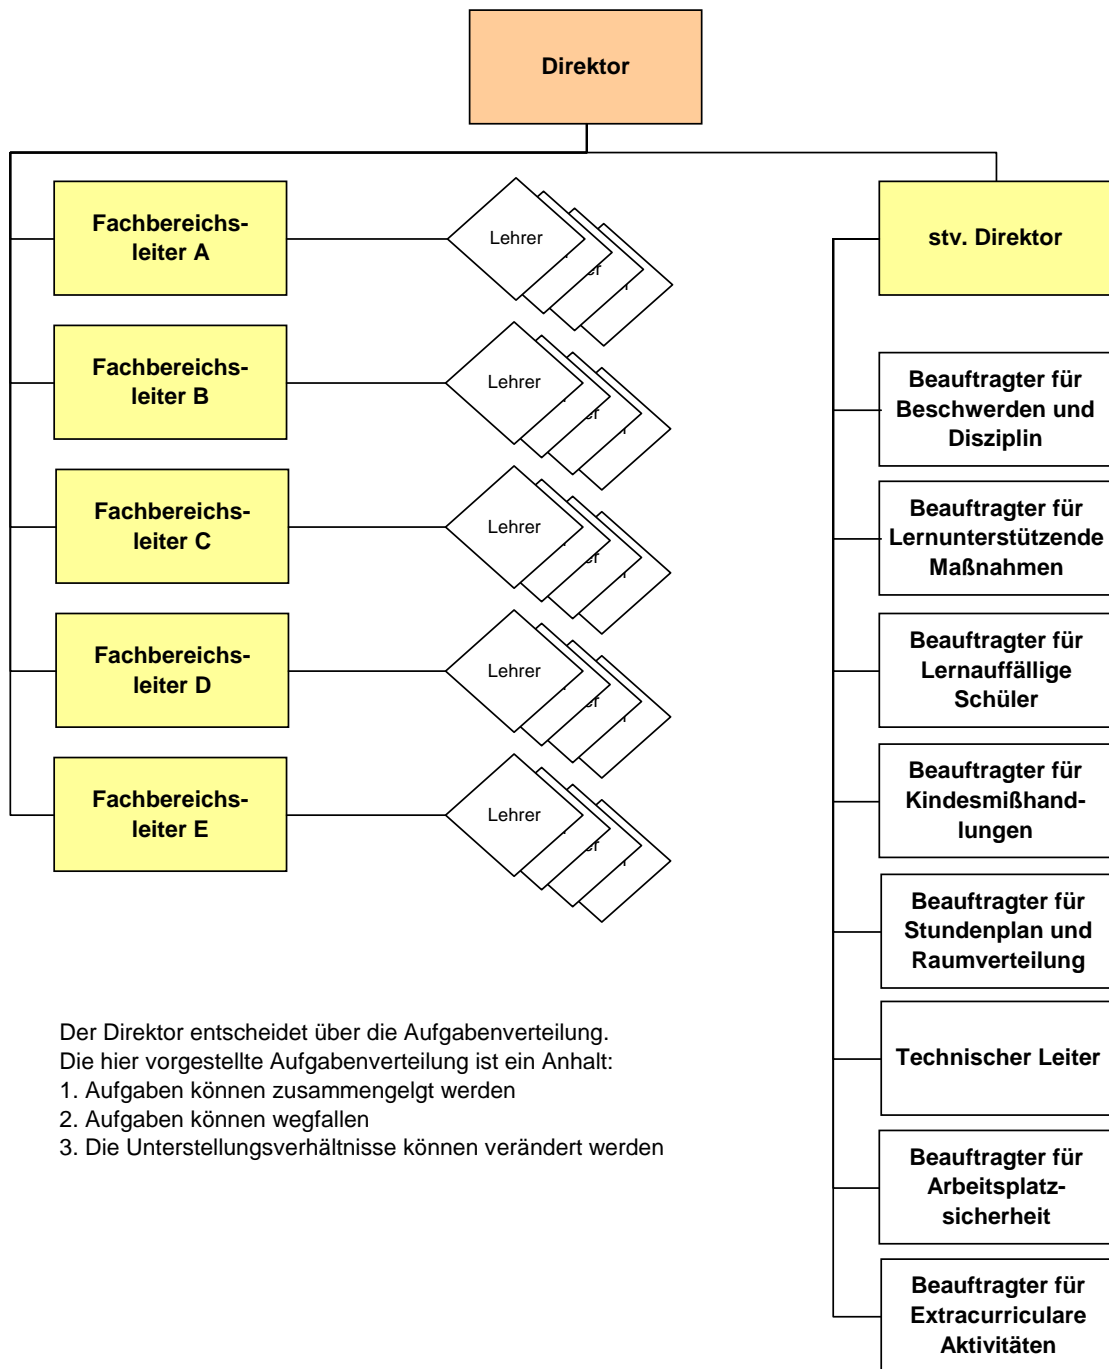 Direktor
Fachbereichs-
leiter A
Lehrer
stv. Direktor
Fachbereichs-
leiter B
Lehrer
Beauftragter für
Beschwerden und
Disziplin
Fachbereichs-
leiter C
Lehrer
Beauftragter für
Lernunterstützende
Maßnahmen
Fachbereichs-
leiter D
Lehrer
Beauftragter für
Lernauffällige
Schüler
Fachbereichs-
leiter E
Lehrer
Beauftragter für
Kindesmißhand-
lungen
Beauftragter für
Stundenplan und
Raumverteilung
Technischer Leiter
Beauftragter für
Arbeitsplatz-
sicherheit
Beauftragter für
Extracurriculare
Aktivitäten
Der Direktor entscheidet über die Aufgabenverteilung.
Die hier vorgestellte Aufgabenverteilung ist ein Anhalt:
1. Aufgaben können zusammengelgt werden
2. Aufgaben können wegfallen
3. Die Unterstellungsverhältnisse können verändert werden